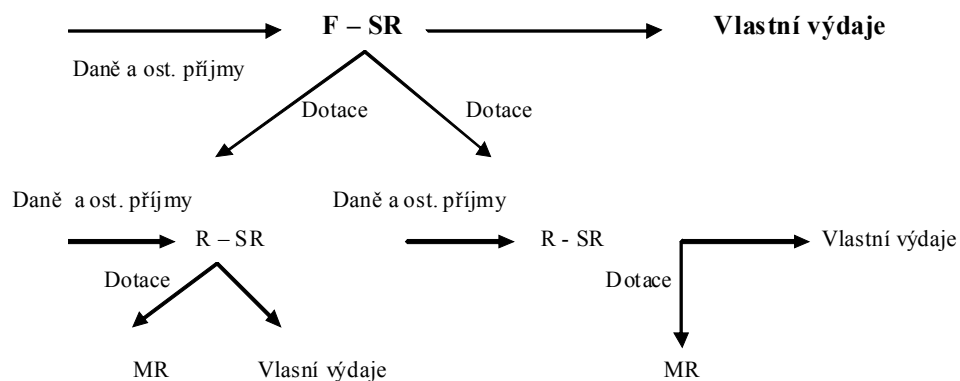 F – SR Vlastní výdaje
Daně a ost. příjmy
Dotace Dotace
Daně a ost. příjmy Daně a ost. příjmy
R – SR R - SR Vlastní výdaje
Dotace Dotace
MR Vlasní výdaje MR